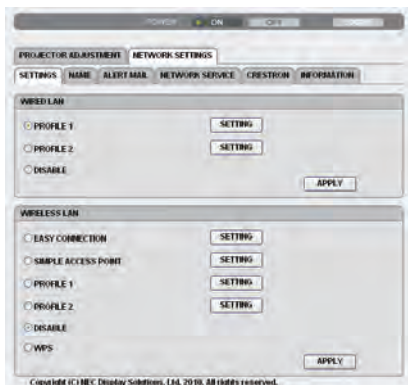 POWER ON OFF
PROJECTOR ADJUSTMENT NETWORK SETTINGS
SETTINGS NAME ALERT MAIL NETWORK SERVICE CRESTRON INFORMATION
WIRED LAN
PROFILE 1 SETTING
PROFILE 2 SETTING
DISABLE
APPLY
WIRELESS LAN
EASY CONNECTION SETTING
SIMPLE ACCESS POINT SETTING
PROFILE 1 SETTING
PROFILE 2 SETTING
DISABLE
WPS
APPLY
Copyright (C) NEC Display Solutions, Ltd. 2010. All rights reserved.